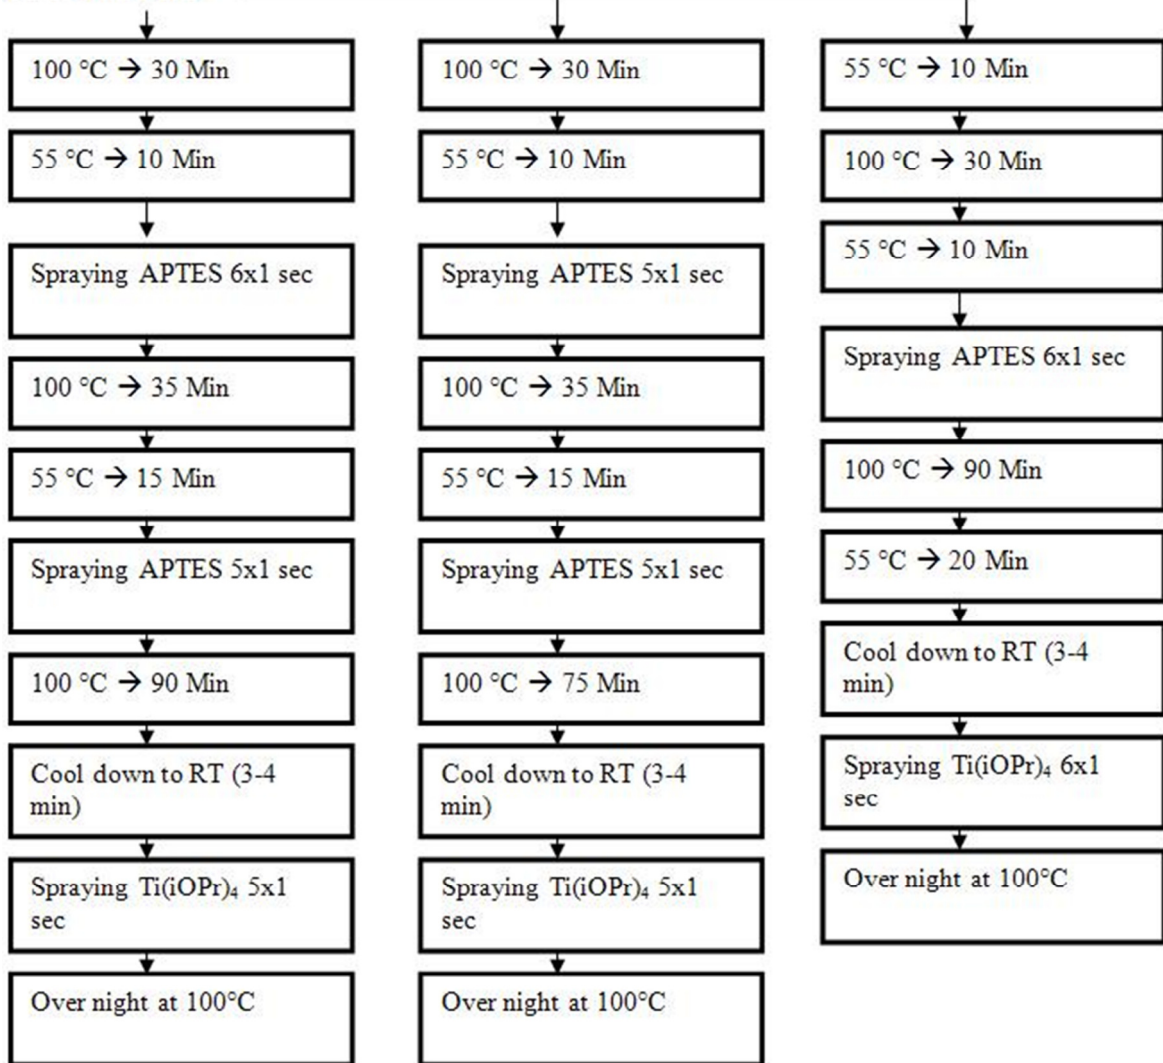 100 °C → 30 Min
55 °C → 10 Min
Spraying APTES 6x1 sec
100 °C → 35 Min
55 °C → 15 Min
Spraying APTES 5x1 sec
100 °C → 90 Min
Cool down to RT (3-4
min)
Spraying Ti(iOPr)₄ 5x1
sec
Over night at 100°C
100 °C → 30 Min
55 °C → 10 Min
Spraying APTES 5x1 sec
100 °C → 35 Min
55 °C → 15 Min
Spraying APTES 5x1 sec
100 °C → 75 Min
Cool down to RT (3-4
min)
Spraying Ti(iOPr)₄ 5x1
sec
Over night at 100°C
55 °C → 10 Min
100 °C → 30 Min
55 °C → 10 Min
Spraying APTES 6x1 sec
100 °C → 90 Min
55 °C → 20 Min
Cool down to RT (3-4
min)
Spraying Ti(iOPr)₄ 6x1
sec
Over night at 100°C